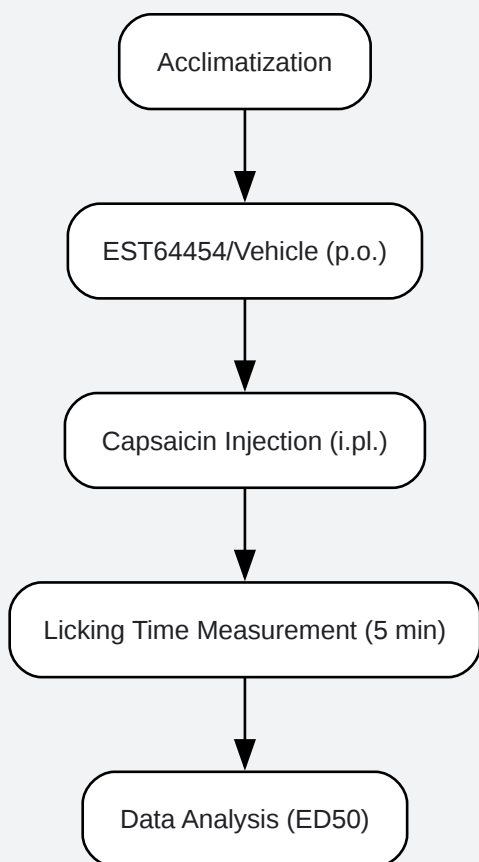 Acclimatization
EST64454/Vehicle (p.o.)
Capsaicin Injection (i.pl.)
Licking Time Measurement (5 min)
Data Analysis (ED50)